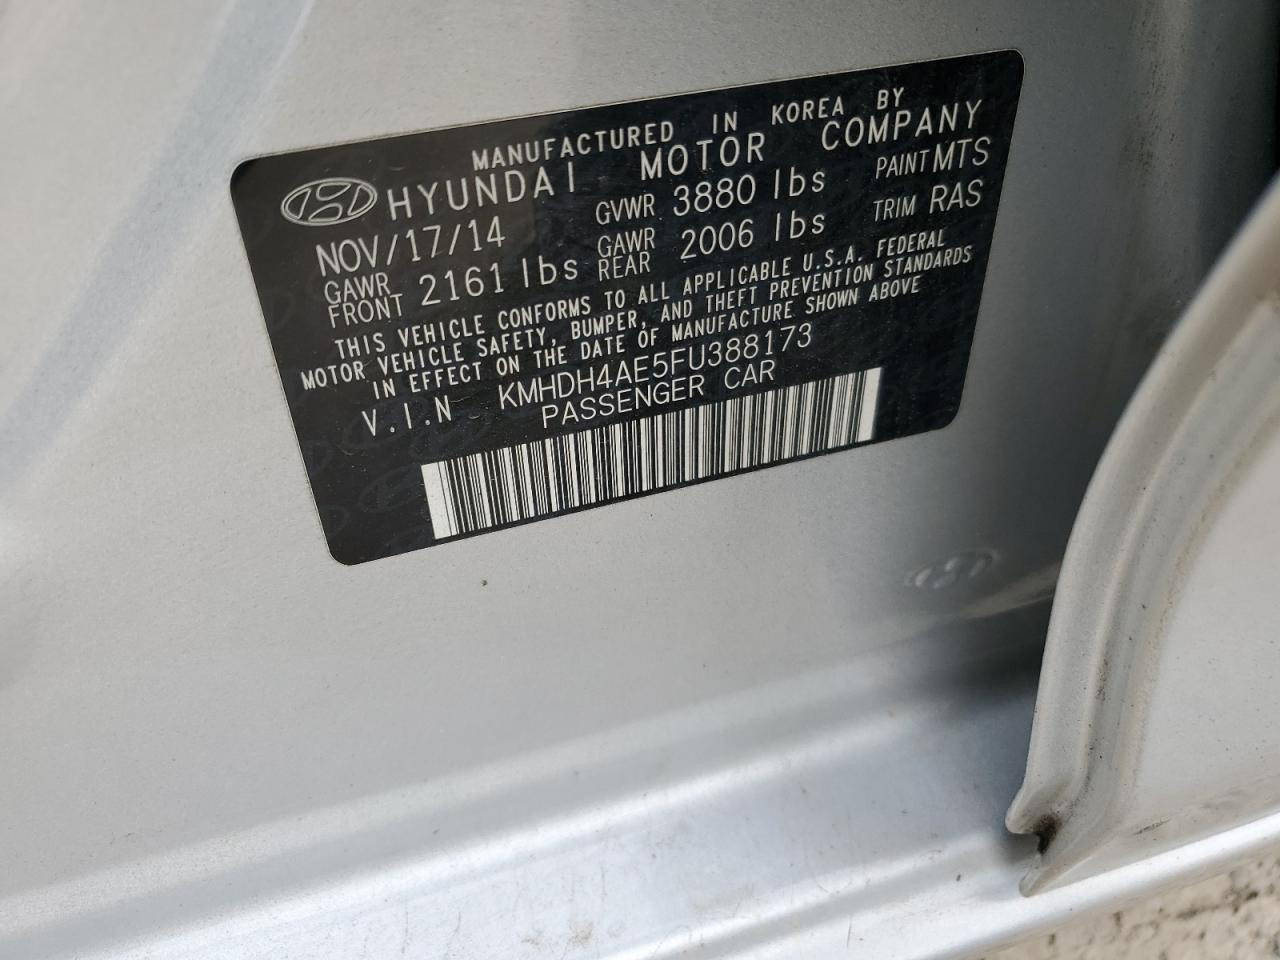 MANUFACTURED IN KOREA BY
HYUNDAI MOTOR COMPANY
NOV/17/14 GVWR 3880 lbs PAINT MTS
GAWR FRONT 2161 lbs GAWR REAR 2006 lbs TRIM RAS
THIS VEHICLE CONFORMS TO ALL APPLICABLE U.S.A. FEDERAL
MOTOR VEHICLE SAFETY, BUMPER, AND THEFT PREVENTION STANDARDS
IN EFFECT ON THE DATE OF MANUFACTURE SHOWN ABOVE
V.I.N KMHDH4AE5FU388173
PASSENGER CAR